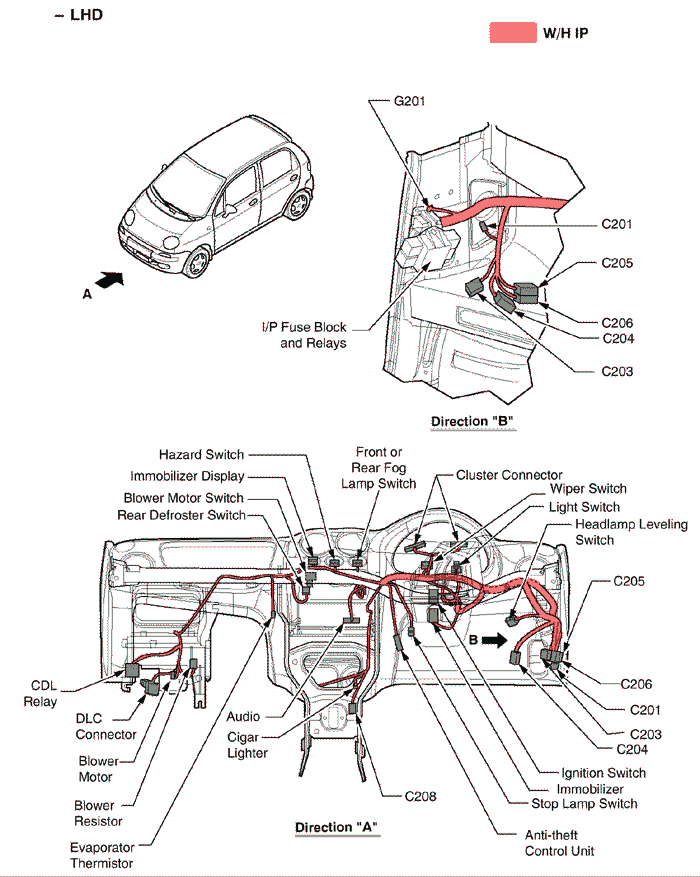 – LHD
W/H IP
G201
A
C201
C205
C206
C204
C203
I/P Fuse Block
and Relays
Direction "B"
Hazard Switch
Immobilizer Display
Blower Motor Switch
Rear Defroster Switch
Front or
Rear Fog
Lamp Switch
Cluster Connector
Wiper Switch
Light Switch
Headlamp Leveling
Switch
C205
B
CDL
Relay
DLC
Connector
Blower
Motor
Blower
Resistor
Evaporator
Thermistor
Audio
Cigar
Lighter
C208
Direction "A"
C206
C201
C203
C204
Ignition Switch
Immobilizer
Stop Lamp Switch
Anti-theft
Control Unit